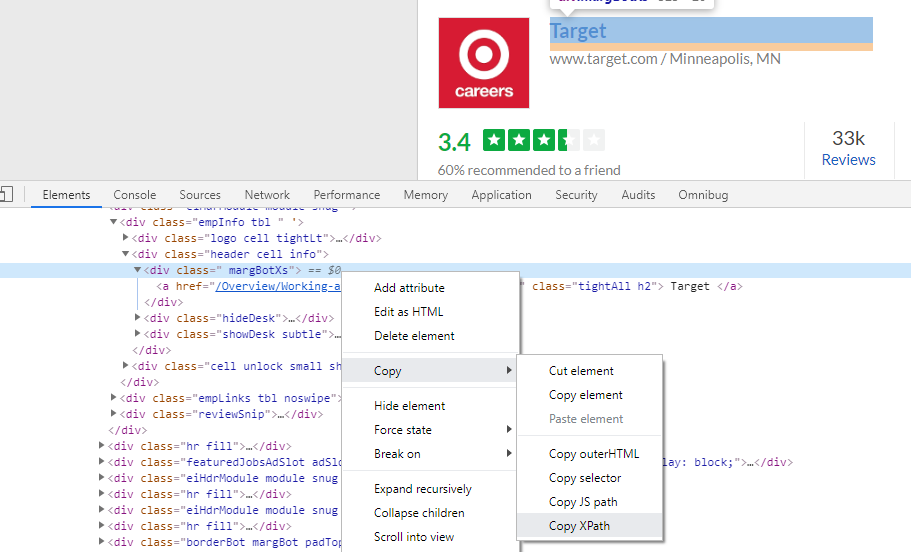 Target
www.target.com / Minneapolis, MN
careers
3.4
60% recommended to a friend
33k
Reviews
Elements Console Sources Network Performance Memory Application Security Audits Omnibug
<div class="empInfo tbl " '>
<div class="logo cell tightLt">…</div>
<div class="header cell info">
<div class=" margBotXs"> == $0
<a href="/Overview/Working-a " class="tightAll h2"> Target </a>
</div>
<div class="hideDesk">…</div>
<div class="showDesk subtle">…
</div>
<div class="cell unlock small sh
</div>
<div class="empLinks tbl noswipe">
<div class="reviewSnip">…</div>
</div>
<div class="hr fill">…</div>
<div class="featuredJobsAdSlot adSlo lay: block;">…</div>
<div class="eiHdrModule module snug
<div class="hr fill">…</div>
<div class="eiHdrModule module snug
<div class="hr fill">…</div>
<div class="borderBot margBot padTop
Add attribute
Edit as HTML
Delete element
Copy
Hide element
Force state
Break on
Expand recursively
Collapse children
Scroll into view
Cut element
Copy element
Paste element
Copy outerHTML
Copy selector
Copy JS path
Copy XPath